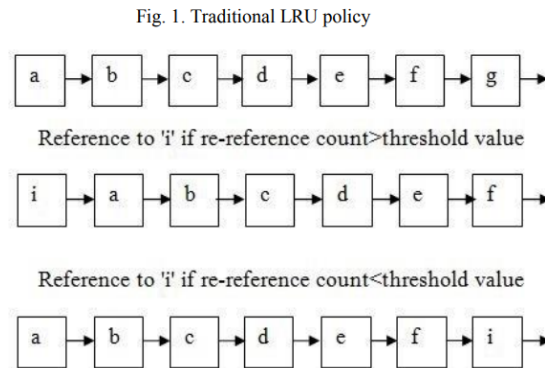 Fig. 1. Traditional LRU policy
a b c d e f g
Reference to 'i' if re-reference count>threshold value
i a b c d e f
Reference to 'i' if re-reference count<threshold value
a b c d e f i